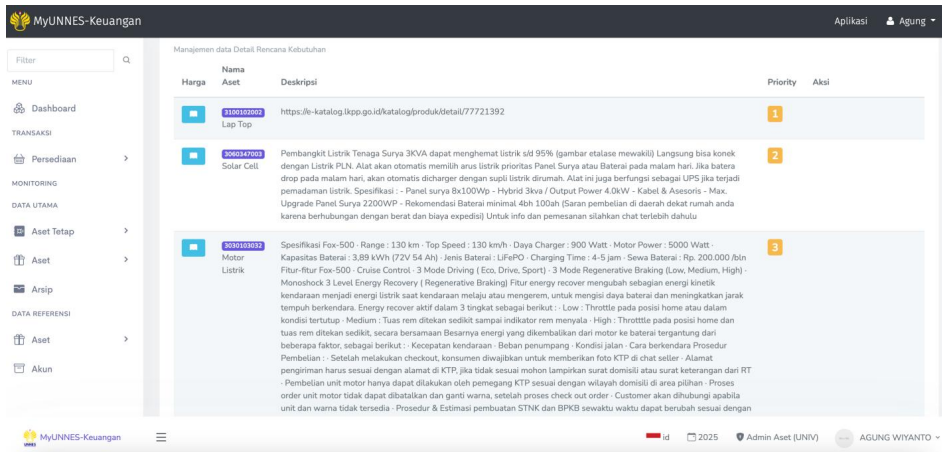 MyUNNES-Keuangan
Aplikasi
Agung
Filter
MENU
Dashboard
TRANSAKSI
Persediaan
MONITORING
DATA UTAMA
Aset Tetap
Aset
Arsip
DATA REFERENSI
Aset
Akun
Manajemen data Detail Rencana Kebutuhan
Harga
Nama Aset
Deskripsi
Priority
Aksi
3100102002
Lap Top
https://e-katalog.lkpp.go.id/katalog/produk/detail/77721392
1
3060347003
Solar Cell
Pembangkit Listrik Tenaga Surya 3KVA dapat menghemat listrik s/d 95% (gambar etalase mewakili) Langsung bisa konek
dengan Listrik PLN. Alat akan otomatis memilih arus listrik prioritas Panel Surya atau Baterai pada malam hari. Jika batera
drop pada malam hari, akan otomatis dicharger dengan supli listrik dirumah. Alat ini juga berfungsi sebagai UPS jika terjadi
pemadaman listrik. Spesifikasi : - Panel surya 8x100Wp - Hybrid 3kva / Output Power 4.0kW - Kabel & Asesoris - Max.
Upgrade Panel Surya 2200WP - Rekomendasi Baterai minimal 4bh 100ah (Saran pembelian di daerah dekat rumah anda
karena berhubungan dengan berat dan biaya expedisi) Untuk info dan pemesanan silahkan chat terlebih dahulu
2
3030103032
Motor
Listrik
Spesifikasi Fox-500 · Range : 130 km · Top Speed : 130 km/h · Daya Charger : 900 Watt · Motor Power : 5000 Watt ·
Kapasitas Baterai : 3,89 kWh (72V 54 Ah) · Jenis Baterai : LiFePO · Charging Time : 4-5 jam · Sewa Baterai : Rp. 200.000 /bln
Fitur-fitur Fox-500 · Cruise Control · 3 Mode Driving ( Eco, Drive, Sport) · 3 Mode Regenerative Braking (Low, Medium, High) ·
Monoshock 3 Level Energy Recovery ( Regenerative Braking) Fitur energy recover mengubah sebagian energi kinetik
kendaraan menjadi energi listrik saat kendaraan melaju atau mengerem, untuk mengisi daya baterai dan meningkatkan jarak
tempuh berkendara. Energy recover aktif dalam 3 tingkat sebagai berikut : · Low : Throttle pada posisi home atau dalam
kondisi tertutup · Medium : Tuas rem ditekan sedikit sampai indikator rem menyala · High : Throtttle pada posisi home dan
tuas rem ditekan sedikit, secara bersamaan Besarnya energi yang dikembalikan dari motor ke baterai tergantung dari
beberapa faktor, sebagai berikut : · Kecepatan kendaraan · Beban penumpang · Kondisi jalan · Cara berkendara Prosedur
Pembelian : · Setelah melakukan checkout, konsumen diwajibkan untuk memberikan foto KTP di chat seller · Alamat
pengiriman harus sesuai dengan alamat di KTP, jika tidak sesuai mohon lampirkan surat domisili atau surat keterangan dari RT
· Pembelian unit motor hanya dapat dilakukan oleh pemegang KTP sesuai dengan wilayah domisili di area pilihan · Proses
order unit motor tidak dapat dibatalkan dan ganti warna, setelah proses check out order · Customer akan dihubungi apabila
unit dan warna tidak tersedia · Prosedur & Estimasi pembuatan STNK dan BPKB sewaktu waktu dapat berubah sesuai dengan
3
MyUNNES-Keuangan
id
2025
Admin Aset (UNIV)
AGUNG WIYANTO